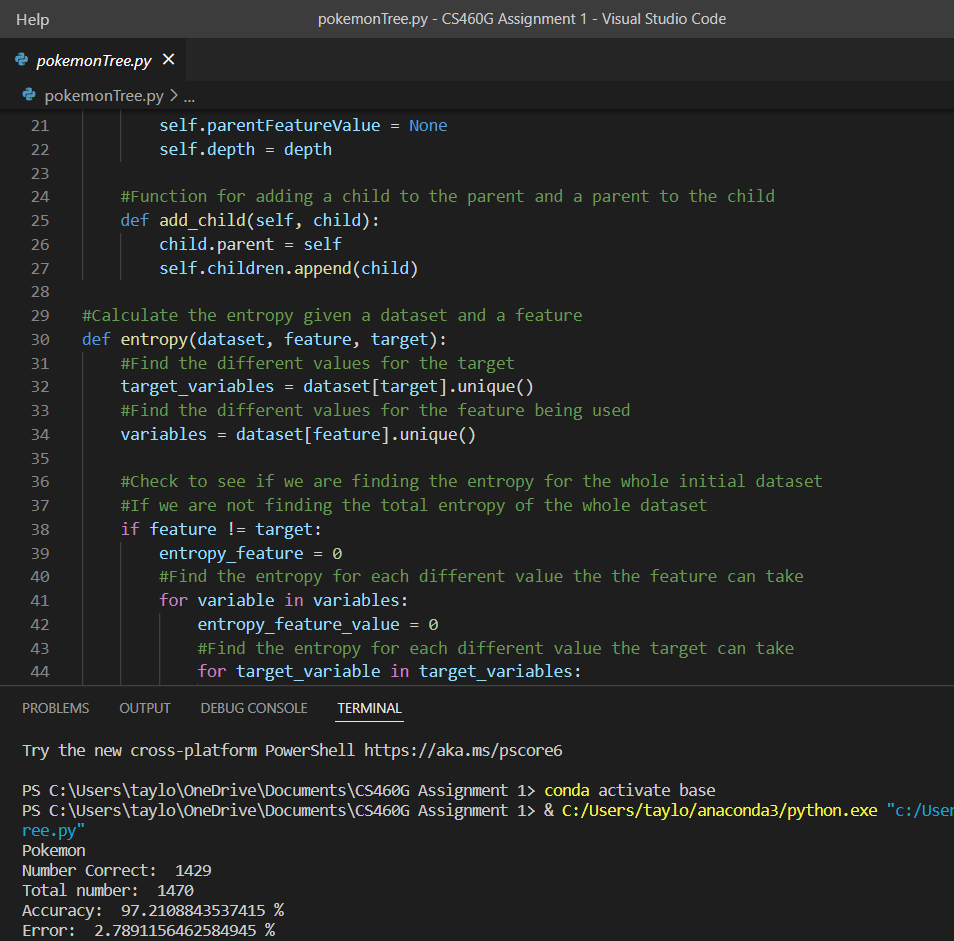 Help pokemonTree.py - CS460G Assignment 1 - Visual Studio Code
pokemonTree.py ×
pokemonTree.py > ...
21 self.parentFeatureValue = None
22 self.depth = depth
23
24 #Function for adding a child to the parent and a parent to the child
25 def add_child(self, child):
26 child.parent = self
27 self.children.append(child)
28
29 #Calculate the entropy given a dataset and a feature
30 def entropy(dataset, feature, target):
31 #Find the different values for the target
32 target_variables = dataset[target].unique()
33 #Find the different values for the feature being used
34 variables = dataset[feature].unique()
35
36 #Check to see if we are finding the entropy for the whole initial dataset
37 #If we are not finding the total entropy of the whole dataset
38 if feature != target:
39 entropy_feature = 0
40 #Find the entropy for each different value the the feature can take
41 for variable in variables:
42 entropy_feature_value = 0
43 #Find the entropy for each different value the target can take
44 for target_variable in target_variables:
PROBLEMS OUTPUT DEBUG CONSOLE TERMINAL
Try the new cross-platform PowerShell https://aka.ms/pscore6
PS C:\Users\taylo\OneDrive\Documents\CS460G Assignment 1> conda activate base
PS C:\Users\taylo\OneDrive\Documents\CS460G Assignment 1> & C:/Users/taylo/anaconda3/python.exe "c:/User
ree.py"
Pokemon
Number Correct: 1429
Total number: 1470
Accuracy: 97.2108843537415 %
Error: 2.7891156462584945 %